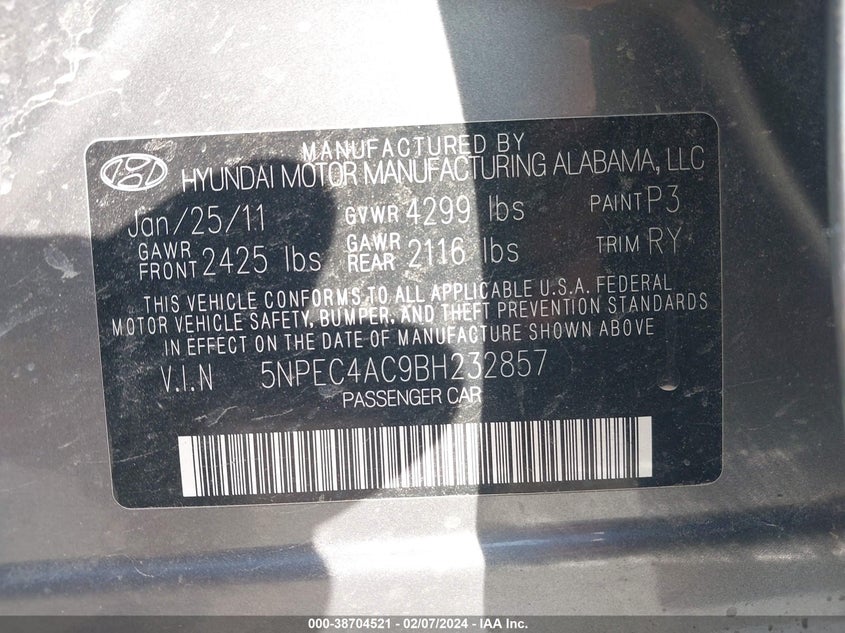 MANUFACTURED BY
HYUNDAI MOTOR MANUFACTURING ALABAMA, LLC
Jan/25/11 GVWR 4299 lbs PAINT P3
GAWR FRONT 2425 lbs GAWR REAR 2116 lbs TRIM RY
THIS VEHICLE CONFORMS TO ALL APPLICABLE U.S.A. FEDERAL
MOTOR VEHICLE SAFETY, BUMPER, AND THEFT PREVENTION STANDARDS
IN EFFECT ON THE DATE OF MANUFACTURE SHOWN ABOVE
V.I.N 5NPEC4AC9BH232857
PASSENGER CAR
000-38704521 - 02/07/2024 - IAA Inc.